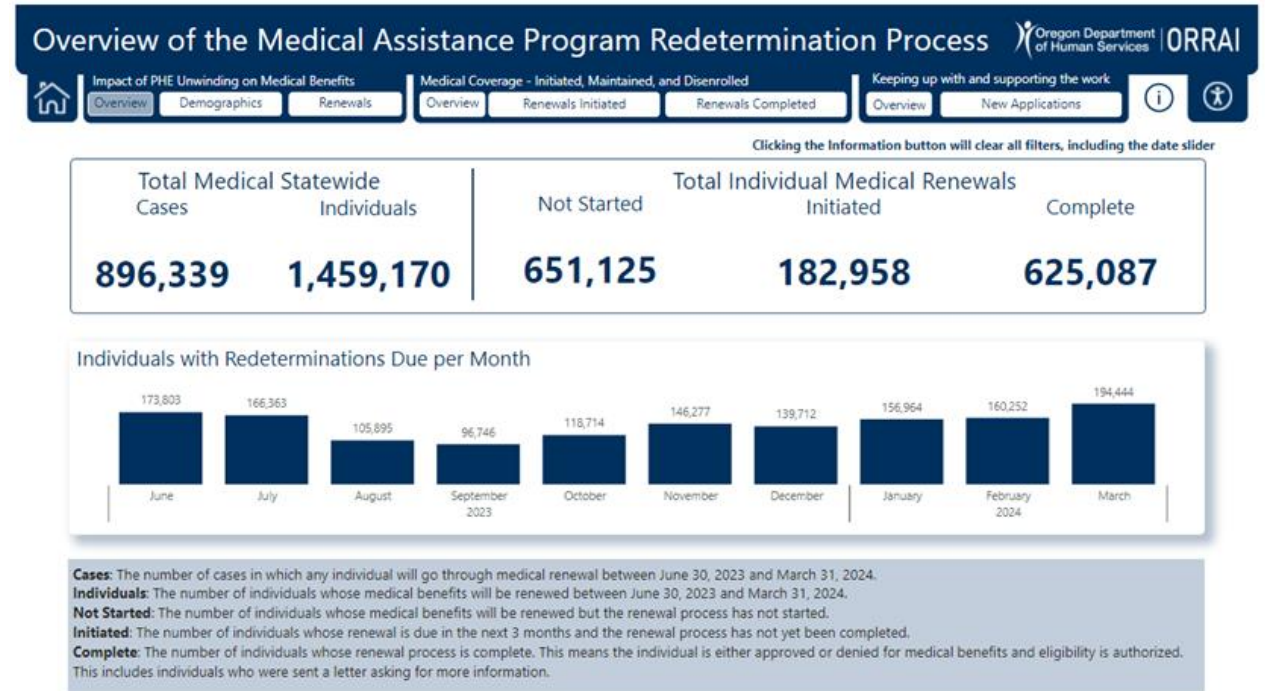 Overview of the Medical Assistance Program Redetermination Process
Oregon Department
of Human Services
ORRAI
Impact of PHE Unwinding on Medical Benefits
Overview
Demographics
Renewals
Medical Coverage - Initiated, Maintained, and Disenrolled
Overview
Renewals Initiated
Renewals Completed
Keeping up with and supporting the work
Overview
New Applications
i
Clicking the Information button will clear all filters, including the date slider
Total Medical Statewide
Cases
Individuals
896,339
1,459,170
Total Individual Medical Renewals
Not Started
Initiated
Complete
651,125
182,958
625,087
Individuals with Redeterminations Due per Month
173,803
166,363
105,895
96,746
118,714
146,277
139,712
156,964
160,252
194,444
June
July
August
September
October
November
December
January
February
March
2023
2024
Cases: The number of cases in which any individual will go through medical renewal between June 30, 2023 and March 31, 2024.
Individuals: The number of individuals whose medical benefits will be renewed between June 30, 2023 and March 31, 2024.
Not Started: The number of individuals whose medical benefits will be renewed but the renewal process has not started.
Initiated: The number of individuals whose renewal is due in the next 3 months and the renewal process has not yet been completed.
Complete: The number of individuals whose renewal process is complete. This means the individual is either approved or denied for medical benefits and eligibility is authorized.
This includes individuals who were sent a letter asking for more information.